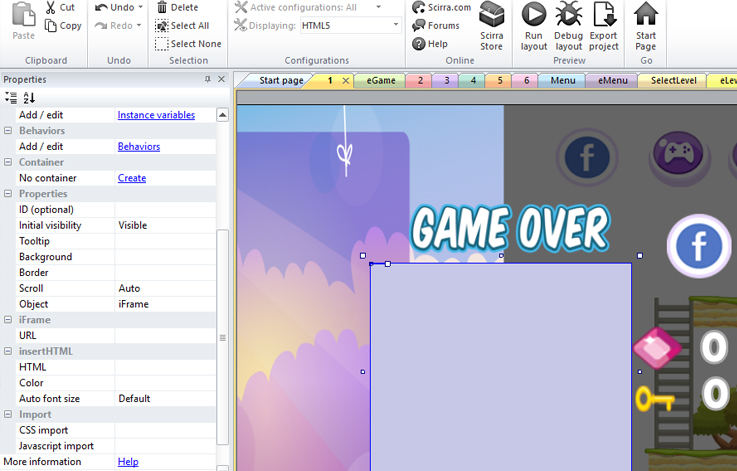 Paste
Cut
Copy
Clipboard
Undo
Redo
Undo
Delete
Select All
Select None
Selection
Active configurations: All
Displaying: HTML5
Configurations
Scirra.com
Forums
Help
Scirra Store
Online
Run layout
Debug layout
Export project
Preview
Start Page
Go
Properties
Start page
1
eGame
2
3
4
5
6
Menu
eMenu
SelectLevel
Add / edit Instance variables
Behaviors
Add / edit Behaviors
Container
No container Create
Properties
ID (optional)
Initial visibility Visible
Tooltip
Background
Border
Scroll Auto
Object iFrame
iFrame
URL
insertHTML
HTML
Color
Auto font size Default
Import
CSS import
Javascript import
More information Help
GAME OVER
f
f
0
0